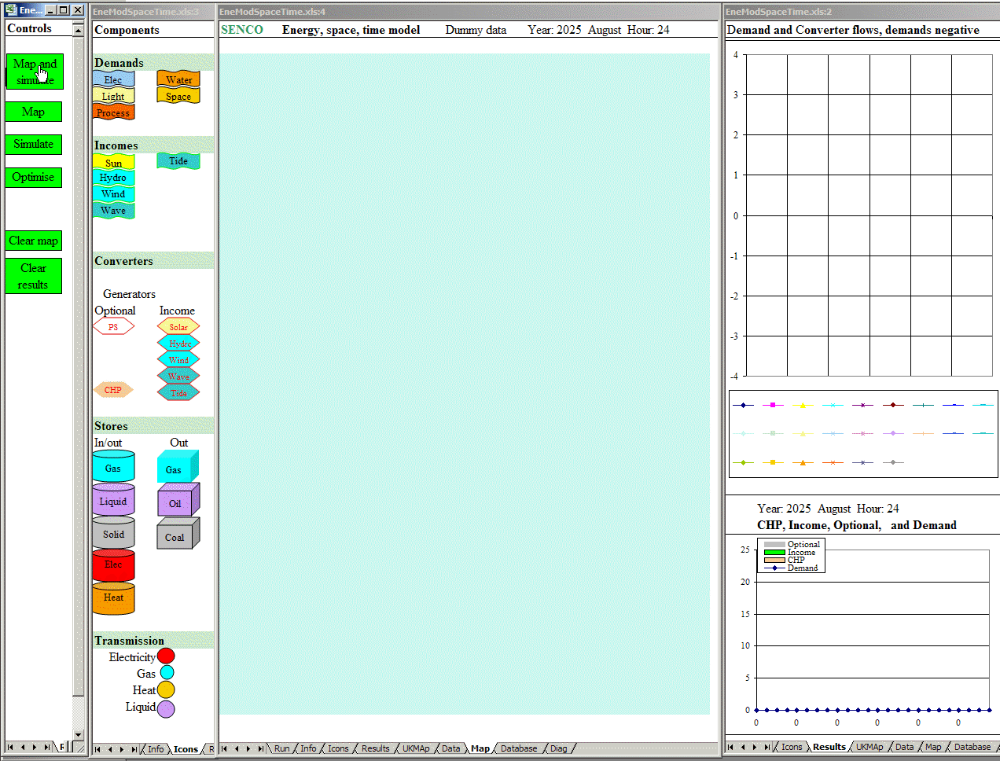 Ene...
Controls
Map and
simulate
Map
Simulate
Optimise
Clear map
Clear
results
EneModSpaceTime.xls:3
Components
Demands
Elec
Water
Light
Space
Process
Incomes
Sun
Tide
Hydro
Wind
Wave
Converters
Generators
Optional Income
PS
Solar
Hydro
Wind
Wave
CHP
Tide
Stores
In/out Out
Gas
Gas
Liquid
Oil
Solid
Coal
Elec
Heat
Transmission
Electricity
Gas
Heat
Liquid
Info Icons R
EneModSpaceTime.xls:4
SENCO Energy, space, time model Dummy data Year: 2025 August Hour: 24
Run Info Icons Results UKMAp Data Map Database Diag
EneModSpaceTime.xls:2
Demand and Converter flows, demands negative
4
3
2
1
0
-1
-2
-3
-4
Year: 2025 August Hour: 24
CHP, Income, Optional, and Demand
Optional
Income
CHP
Demand
25
20
15
10
5
0
0 0 0 0 0 0
Icons Results UKMAp Data Map Database